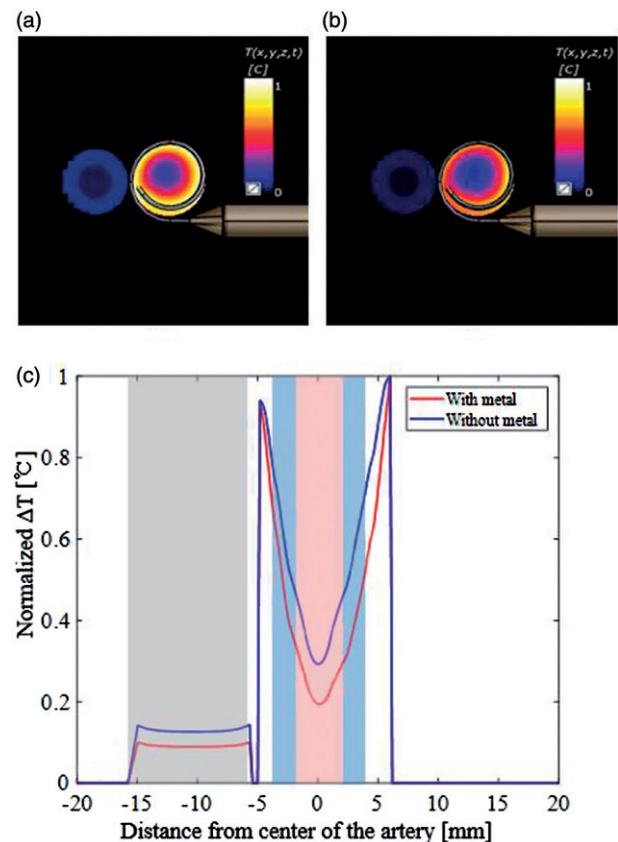 (a)
(b)
T(x,y,z,t)
[C]
1
0
T(x,y,z,t)
[C]
1
0
(c)
1
0.8
0.6
0.4
0.2
0
Normalized ΔT [℃]
With metal
Without metal
-20
-15
-10
-5
0
5
10
15
20
Distance from center of the artery [mm]